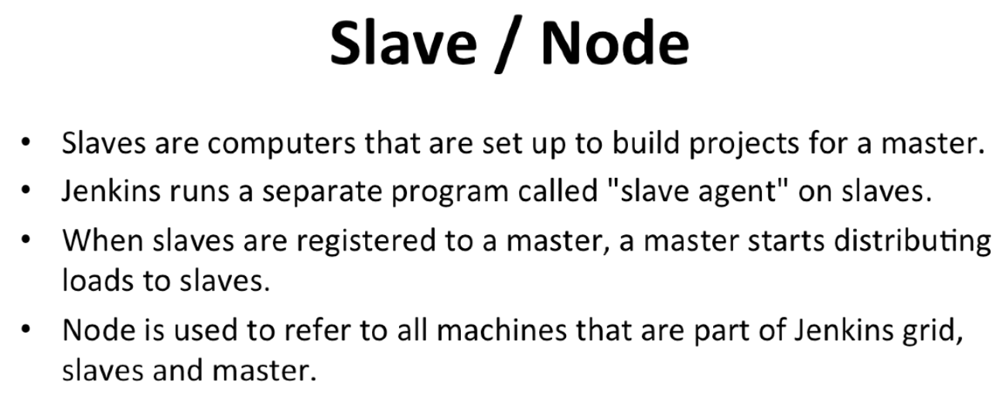 Slave / Node
• Slaves are computers that are set up to build projects for a master.
• Jenkins runs a separate program called "slave agent" on slaves.
• When slaves are registered to a master, a master starts distributing
loads to slaves.
• Node is used to refer to all machines that are part of Jenkins grid,
slaves and master.